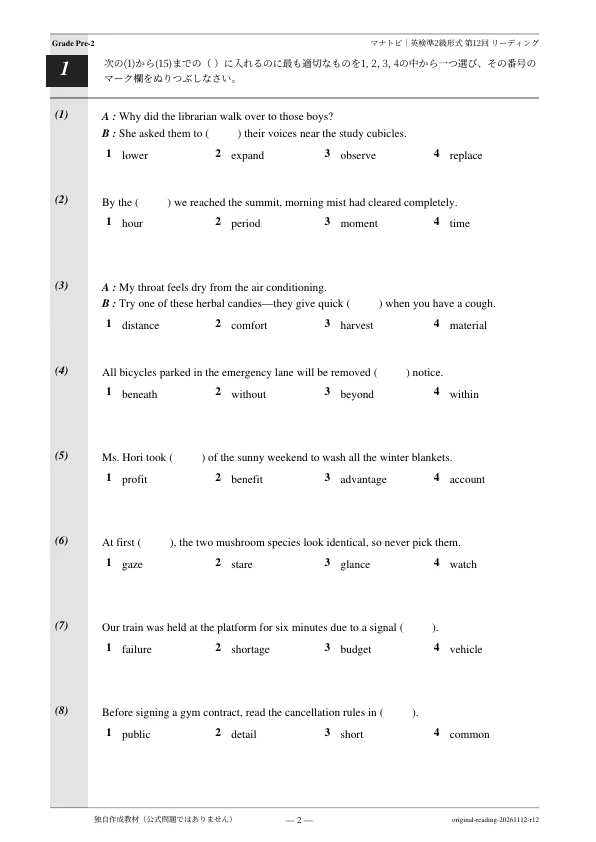 Grade Pre-2
マナトビ｜英検準2級形式 第12回 リーディング
1
次の(1)から(15)までの（ ）に入れるのに最も適切なものを1, 2, 3, 4の中から一つ選び、その番号の
マーク欄をぬりつぶしなさい。
(1)
A : Why did the librarian walk over to those boys?
B : She asked them to ( ) their voices near the study cubicles.
1 lower 2 expand 3 observe 4 replace
(2)
By the ( ) we reached the summit, morning mist had cleared completely.
1 hour 2 period 3 moment 4 time
(3)
A : My throat feels dry from the air conditioning.
B : Try one of these herbal candies—they give quick ( ) when you have a cough.
1 distance 2 comfort 3 harvest 4 material
(4)
All bicycles parked in the emergency lane will be removed ( ) notice.
1 beneath 2 without 3 beyond 4 within
(5)
Ms. Hori took ( ) of the sunny weekend to wash all the winter blankets.
1 profit 2 benefit 3 advantage 4 account
(6)
At first ( ), the two mushroom species look identical, so never pick them.
1 gaze 2 stare 3 glance 4 watch
(7)
Our train was held at the platform for six minutes due to a signal ( ).
1 failure 2 shortage 3 budget 4 vehicle
(8)
Before signing a gym contract, read the cancellation rules in ( ).
1 public 2 detail 3 short 4 common
独自作成教材（公式問題ではありません）
— 2 —
original-reading-20261112-r12